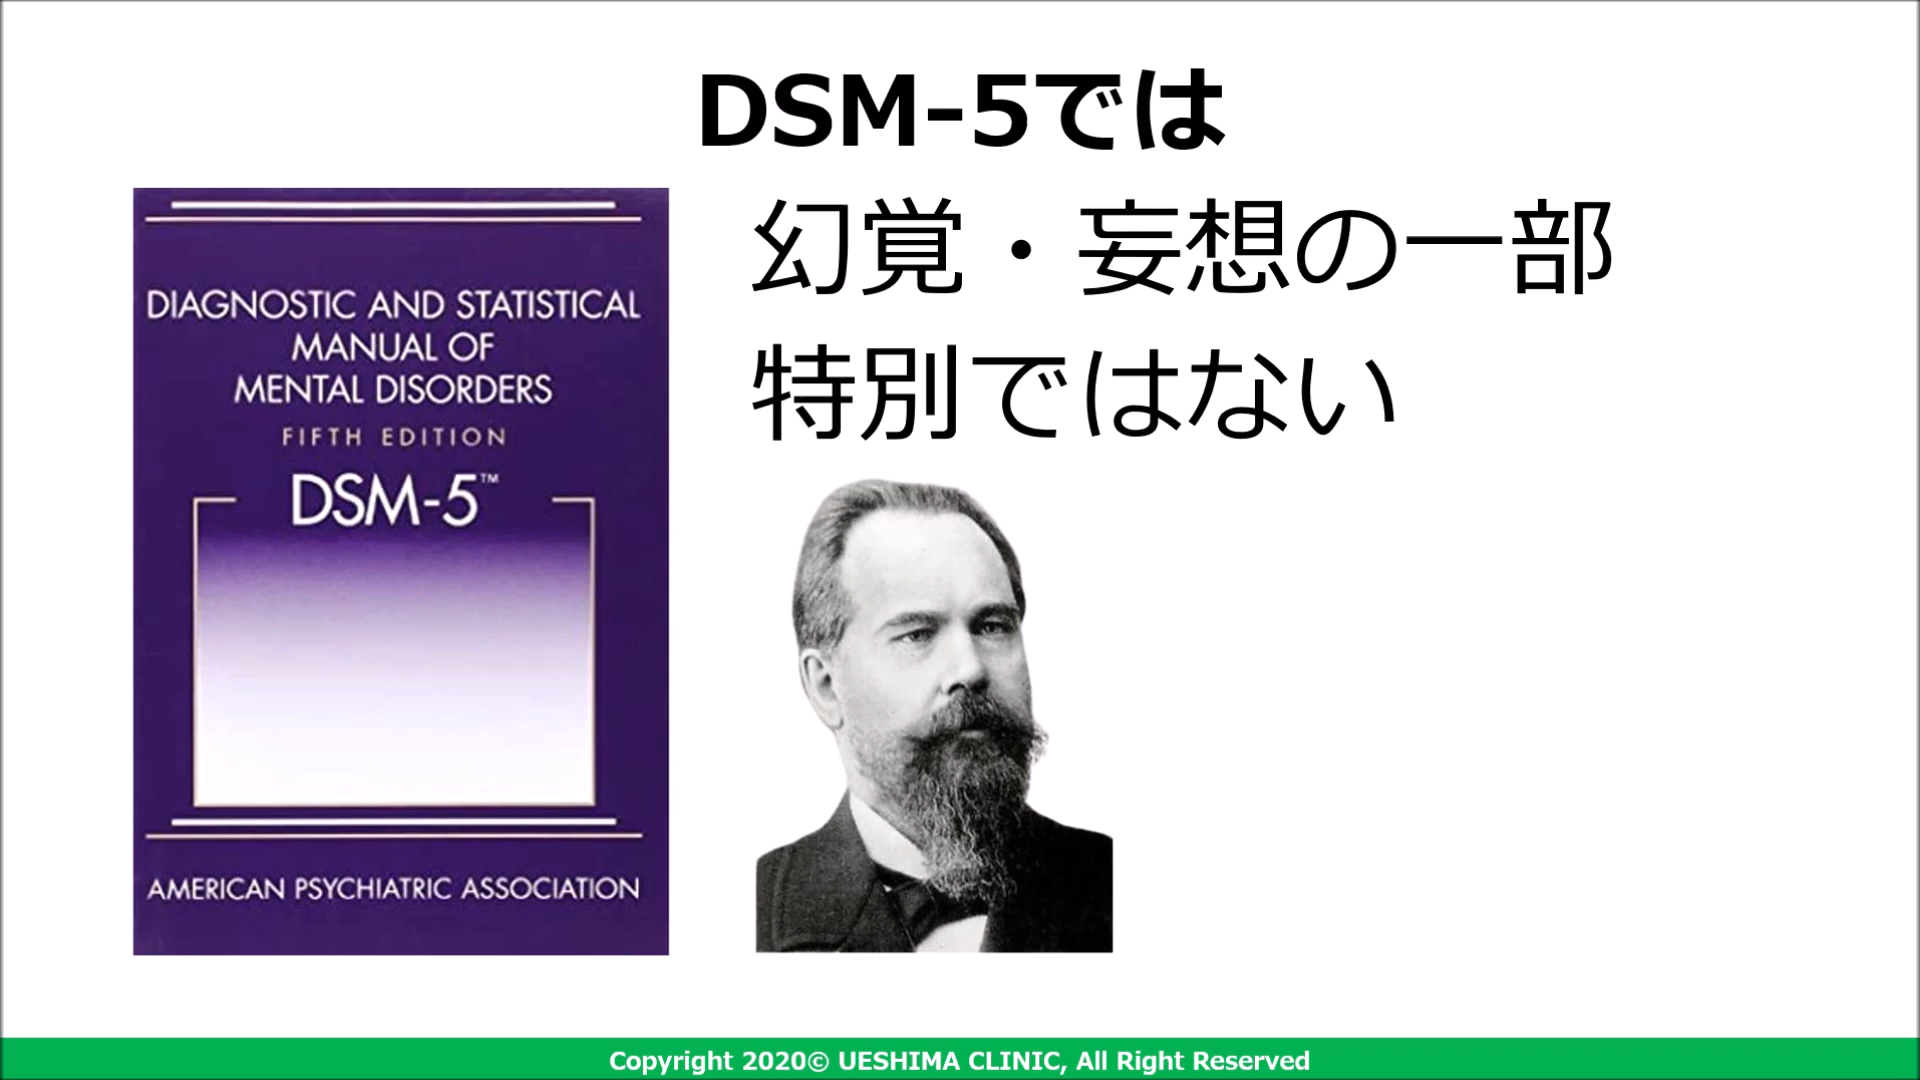 DSM-5では
幻覚・妄想の一部
特別ではない
DIAGNOSTIC AND STATISTICAL
MANUAL OF
MENTAL DISORDERS
FIFTH EDITION
DSM-5™
AMERICAN PSYCHIATRIC ASSOCIATION
Copyright 2020© UESHIMA CLINIC, All Right Reserved